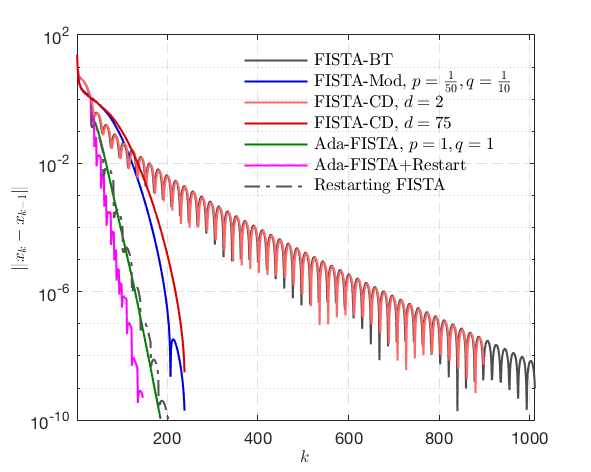 10^2
10^-2
10^-6
10^-10
‖x_k − x_{k−1}‖
FISTA-BT
FISTA-Mod, p = 1/50, q = 1/10
FISTA-CD, d = 2
FISTA-CD, d = 75
Ada-FISTA, p = 1, q = 1
Ada-FISTA+Restart
Restarting FISTA
200 400 600 800 1000
k